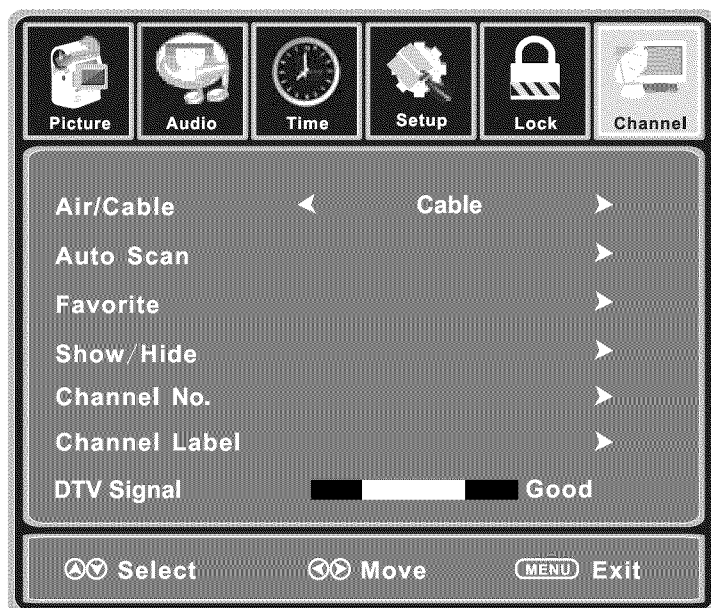 Picture Audio Time Setup Lock Channel
Air/Cable Cable
Auto Scan
Favorite
Show/Hide
Channel No.
Channel Label
DTV Signal Good
Select Move MENU Exit